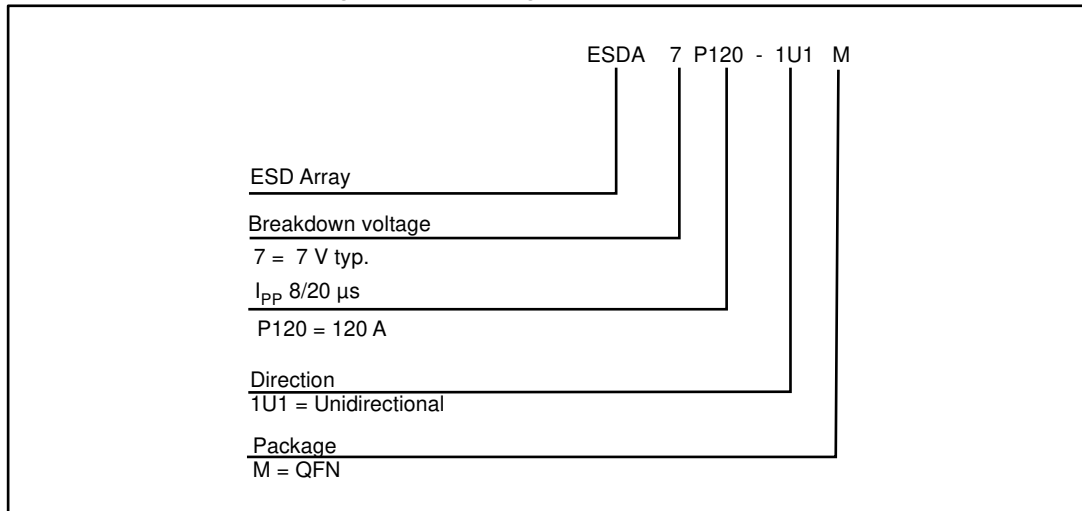 ESDA 7 P120 - 1U1 M
ESD Array
Breakdown voltage
7 = 7 V typ.
IPP 8/20 µs
P120 = 120 A
Direction
1U1 = Unidirectional
Package
M = QFN